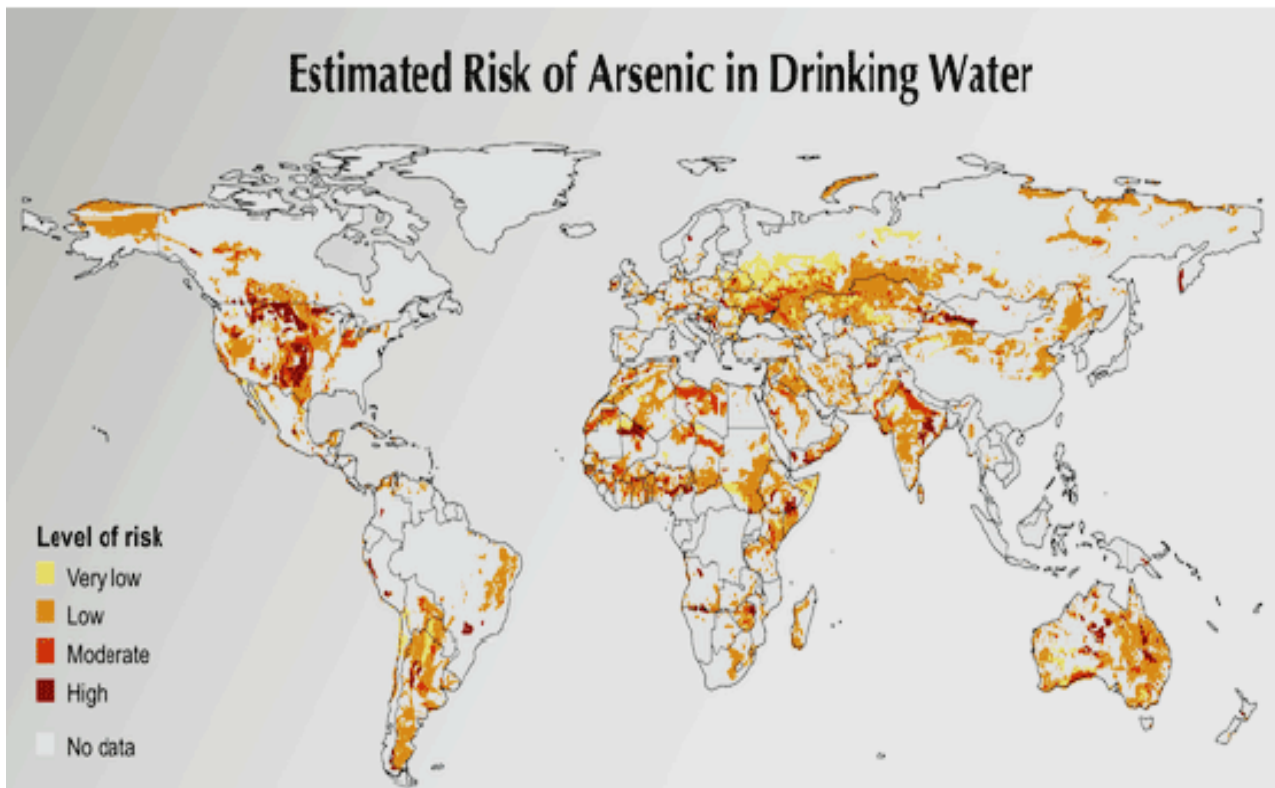 Estimated Risk of Arsenic in Drinking Water
Level of risk
Very low
Low
Moderate
High
No data